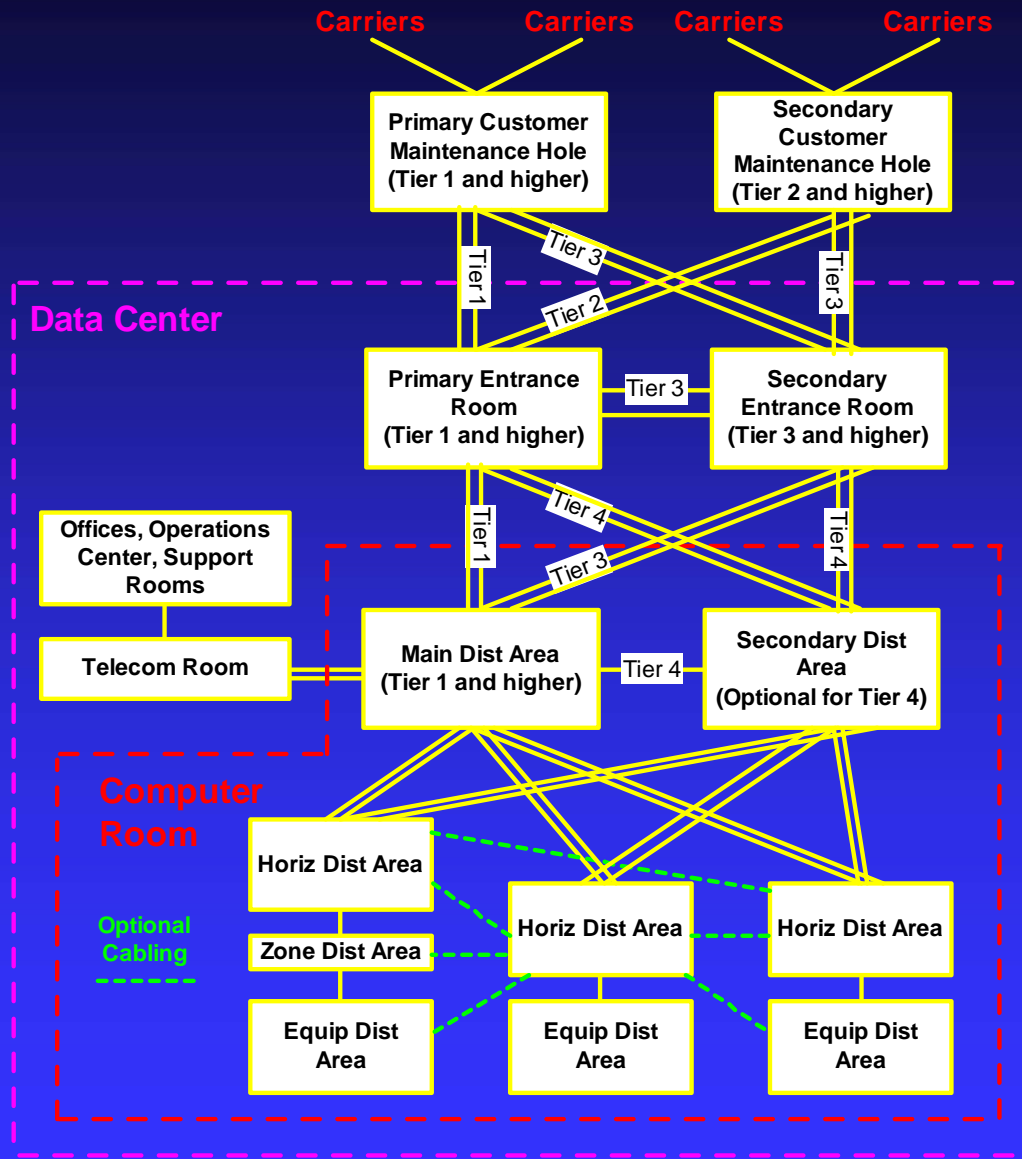 Carriers Carriers Carriers Carriers
Primary Customer
Maintenance Hole
(Tier 1 and higher)
Secondary
Customer
Maintenance Hole
(Tier 2 and higher)
Tier 1
Tier 3
Tier 2
Tier 3
Data Center
Primary Entrance
Room
(Tier 1 and higher)
Tier 3
Secondary
Entrance Room
(Tier 3 and higher)
Tier 1
Tier 4
Tier 3
Tier 4
Offices, Operations
Center, Support
Rooms
Telecom Room
Main Dist Area
(Tier 1 and higher)
Tier 4
Secondary Dist
Area
(Optional for Tier 4)
Computer
Room
Horiz Dist Area
Horiz Dist Area
Horiz Dist Area
Optional
Cabling
Zone Dist Area
Equip Dist
Area
Equip Dist
Area
Equip Dist
Area